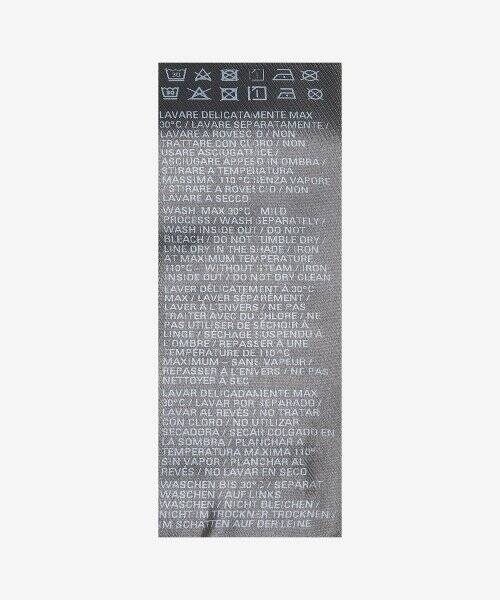 LAVARE DELICATAMENTE MAX
30°C / LAVARE SEPARATAMENTE /
LAVARE A ROVESCIO / NON
TRATTARE CON CLORO / NON
USARE ASCIUGATRICE /
ASCIUGARE APPESO IN OMBRA /
STIRARE A TEMPERATURA
MASSIMA 110°C SENZA VAPORE
/ STIRARE A ROVESCIO / NON
LAVARE A SECCO
WASH MAX 30°C - MILD
PROCESS / WASH SEPARATELY /
WASH INSIDE OUT / DO NOT
BLEACH / DO NOT TUMBLE DRY /
LINE DRY IN THE SHADE / IRON
AT MAXIMUM TEMPERATURE
110°C - WITHOUT STEAM / IRON
INSIDE OUT / DO NOT DRY CLEAN
LAVER DÉLICATEMENT À 30°C
MAX / LAVER SÉPARÉMENT /
LAVER À L'ENVERS / NE PAS
TRAITER AVEC DU CHLORE / NE
PAS UTILISER DE SÉCHOIR À
LINGE / SÉCHAGE SUSPENDU À
L'OMBRE / REPASSER À UNE
TEMPÉRATURE DE 110°C
MAXIMUM - SANS VAPEUR /
REPASSER À L'ENVERS / NE PAS
NETTOYER À SEC
LAVAR DELICADAMENTE MAX
30°C / LAVAR POR SEPARADO /
LAVAR AL REVÉS / NO TRATAR
CON CLORO / NO UTILIZAR
SECADORA / SECAR COLGADO EN
LA SOMBRA / PLANCHAR A
TEMPERATURA MAXIMA 110°
SIN VAPOR / PLANCHAR AL
REVÉS / NO LAVAR EN SECO
WASCHEN BIS 30°C / SEPARAT
WASCHEN / AUF LINKS
WASCHEN / NICHT BLEICHEN /
NICHT IM TROCKNER TROCKNEN /
IM SCHATTEN AUF DER LEINE